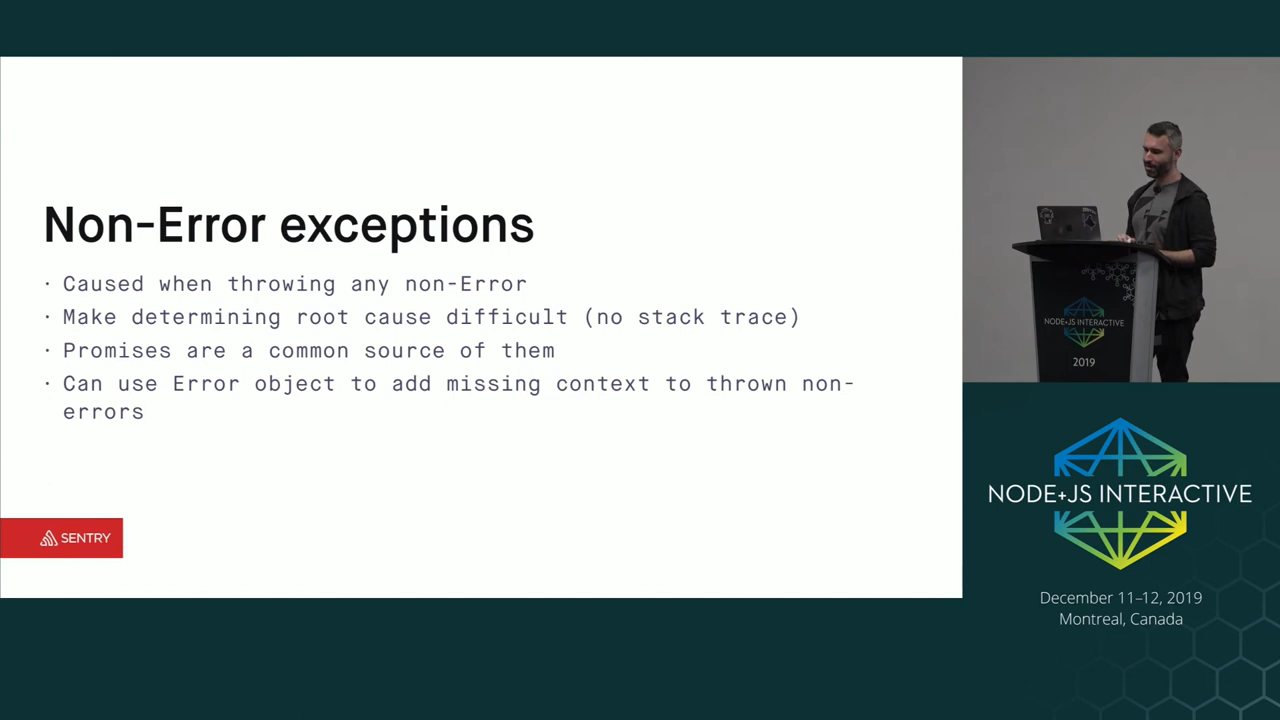 Non-Error exceptions
· Caused when throwing any non-Error
· Make determining root cause difficult (no stack trace)
· Promises are a common source of them
· Can use Error object to add missing context to thrown non-
errors
SENTRY
NODE+JS INTERACTIVE
2019
NODE+JS INTERACTIVE
December 11–12, 2019
Montreal, Canada